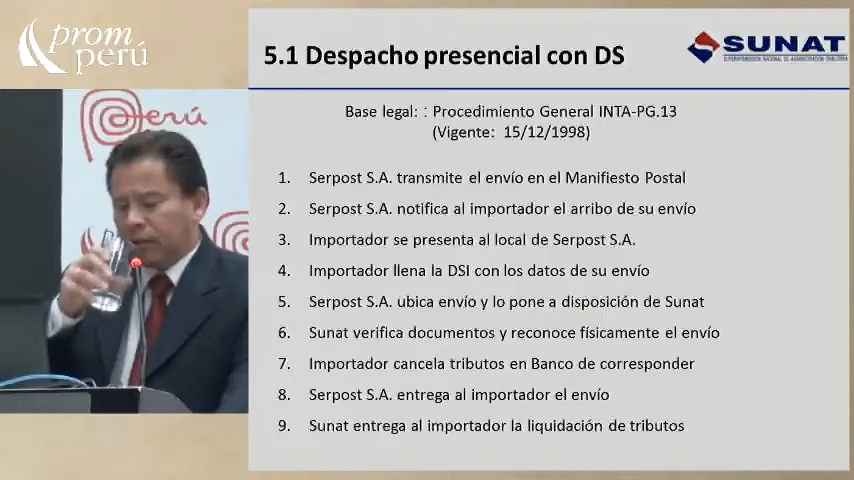 prom
perú
Perú
SUNAT
5.1 Despacho presencial con DS
Base legal: : Procedimiento General INTA-PG.13
(Vigente: 15/12/1998)
1. Serpost S.A. transmite el envío en el Manifiesto Postal
2. Serpost S.A. notifica al importador el arribo de su envío
3. Importador se presenta al local de Serpost S.A.
4. Importador llena la DSI con los datos de su envío
5. Serpost S.A. ubica envío y lo pone a disposición de Sunat
6. Sunat verifica documentos y reconoce físicamente el envío
7. Importador cancela tributos en Banco de corresponder
8. Serpost S.A. entrega al importador el envío
9. Sunat entrega al importador la liquidación de tributos